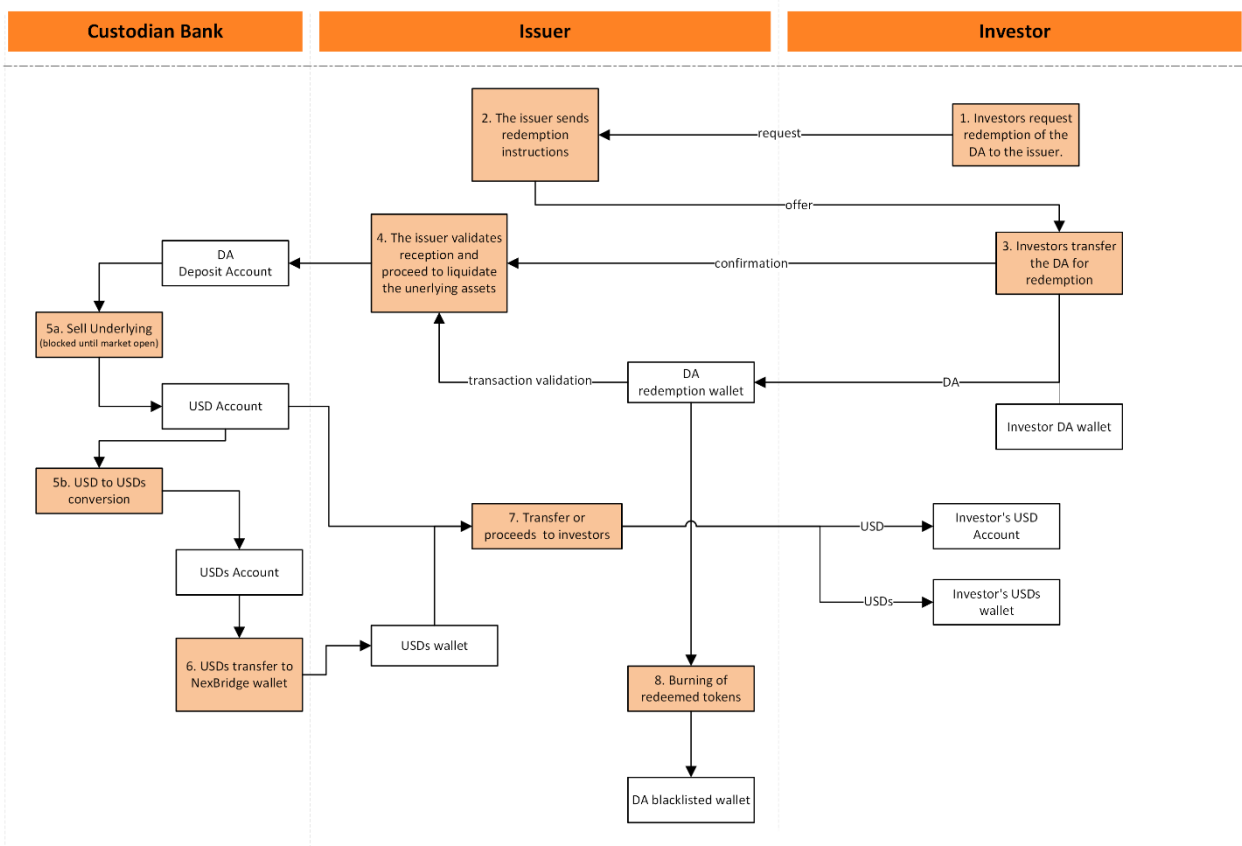 Custodian Bank
Issuer
Investor
2. The issuer sends
redemption
instructions
request
1. Investors request
redemption of the
DA to the issuer.
offer
4. The issuer validates
reception and
proceed to liquidate
the unerlying assets
DA
Deposit Account
confirmation
3. Investors transfer
the DA for
redemption
5a. Sell Underlying
(blocked until market open)
transaction validation
DA
redemption wallet
DA
USD Account
Investor DA wallet
5b. USD to USDs
conversion
7. Transfer or
proceeds to investors
USD
Investor's USD
Account
USDs Account
USDs
Investor's USDs
wallet
USDs wallet
6. USDs transfer to
NexBridge wallet
8. Burning of
redeemed tokens
DA blacklisted wallet